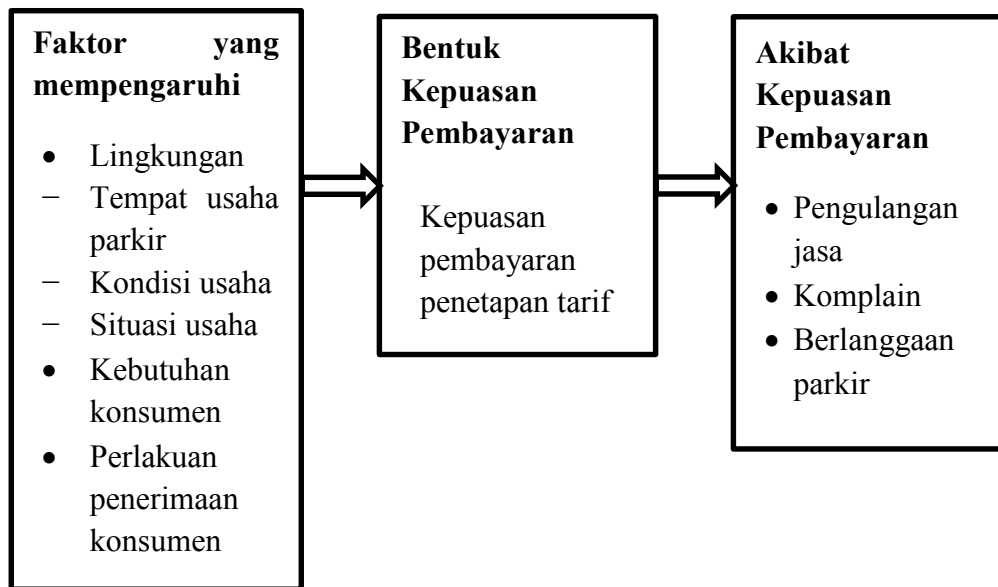 Faktor yang
mempengaruhi
• Lingkungan
− Tempat usaha
parkir
− Kondisi usaha
− Situasi usaha
• Kebutuhan
konsumen
• Perlakuan
penerimaan
konsumen
Bentuk
Kepuasan
Pembayaran
Kepuasan
pembayaran
penetapan tarif
Akibat
Kepuasan
Pembayaran
• Pengulangan
jasa
• Komplain
• Berlanggaan
parkir